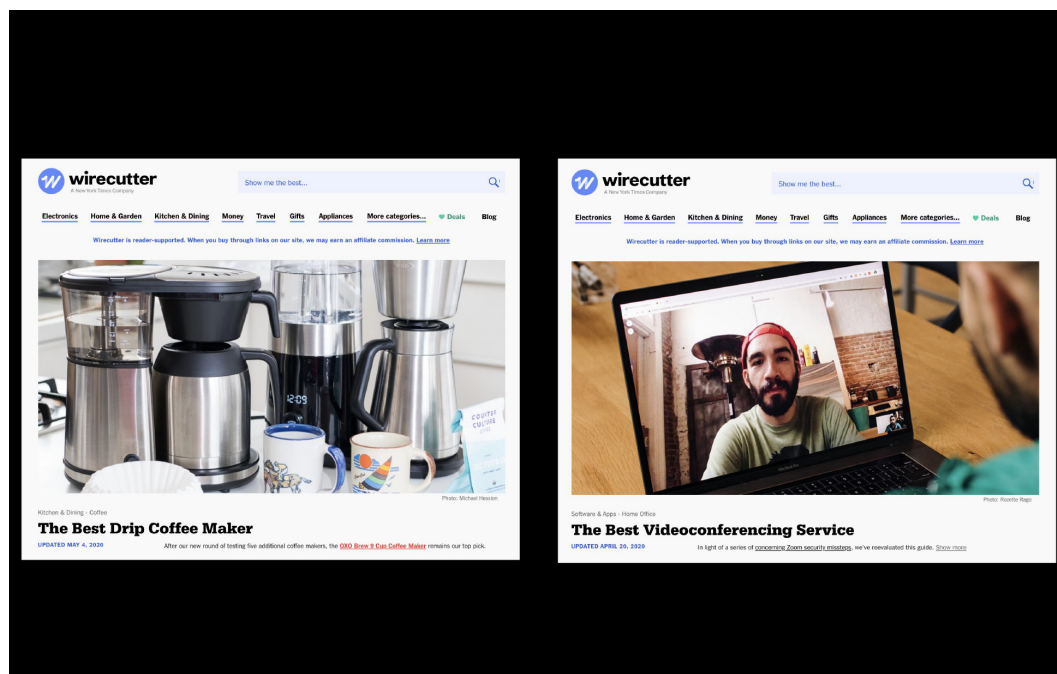 wirecutter
A New York Times Company
Show me the best...
Electronics Home & Garden Kitchen & Dining Money Travel Gifts Appliances More categories... Deals Blog
Wirecutter is reader-supported. When you buy through links on our site, we may earn an affiliate commission. Learn more
12:09
COUNTER
CULTURE
Photo: Michael Hession
Kitchen & Dining - Coffee
The Best Drip Coffee Maker
UPDATED MAY 4, 2020
After our new round of testing five additional coffee makers, the OXO Brew 9 Cup Coffee Maker remains our top pick.
wirecutter
A New York Times Company
Show me the best...
Electronics Home & Garden Kitchen & Dining Money Travel Gifts Appliances More categories... Deals Blog
Wirecutter is reader-supported. When you buy through links on our site, we may earn an affiliate commission. Learn more
MacBook Pro
Photo: Rozette Rago
Software & Apps - Home Office
The Best Videoconferencing Service
UPDATED APRIL 20, 2020
In light of a series of concerning Zoom security missteps, we've reevaluated this guide. Show more